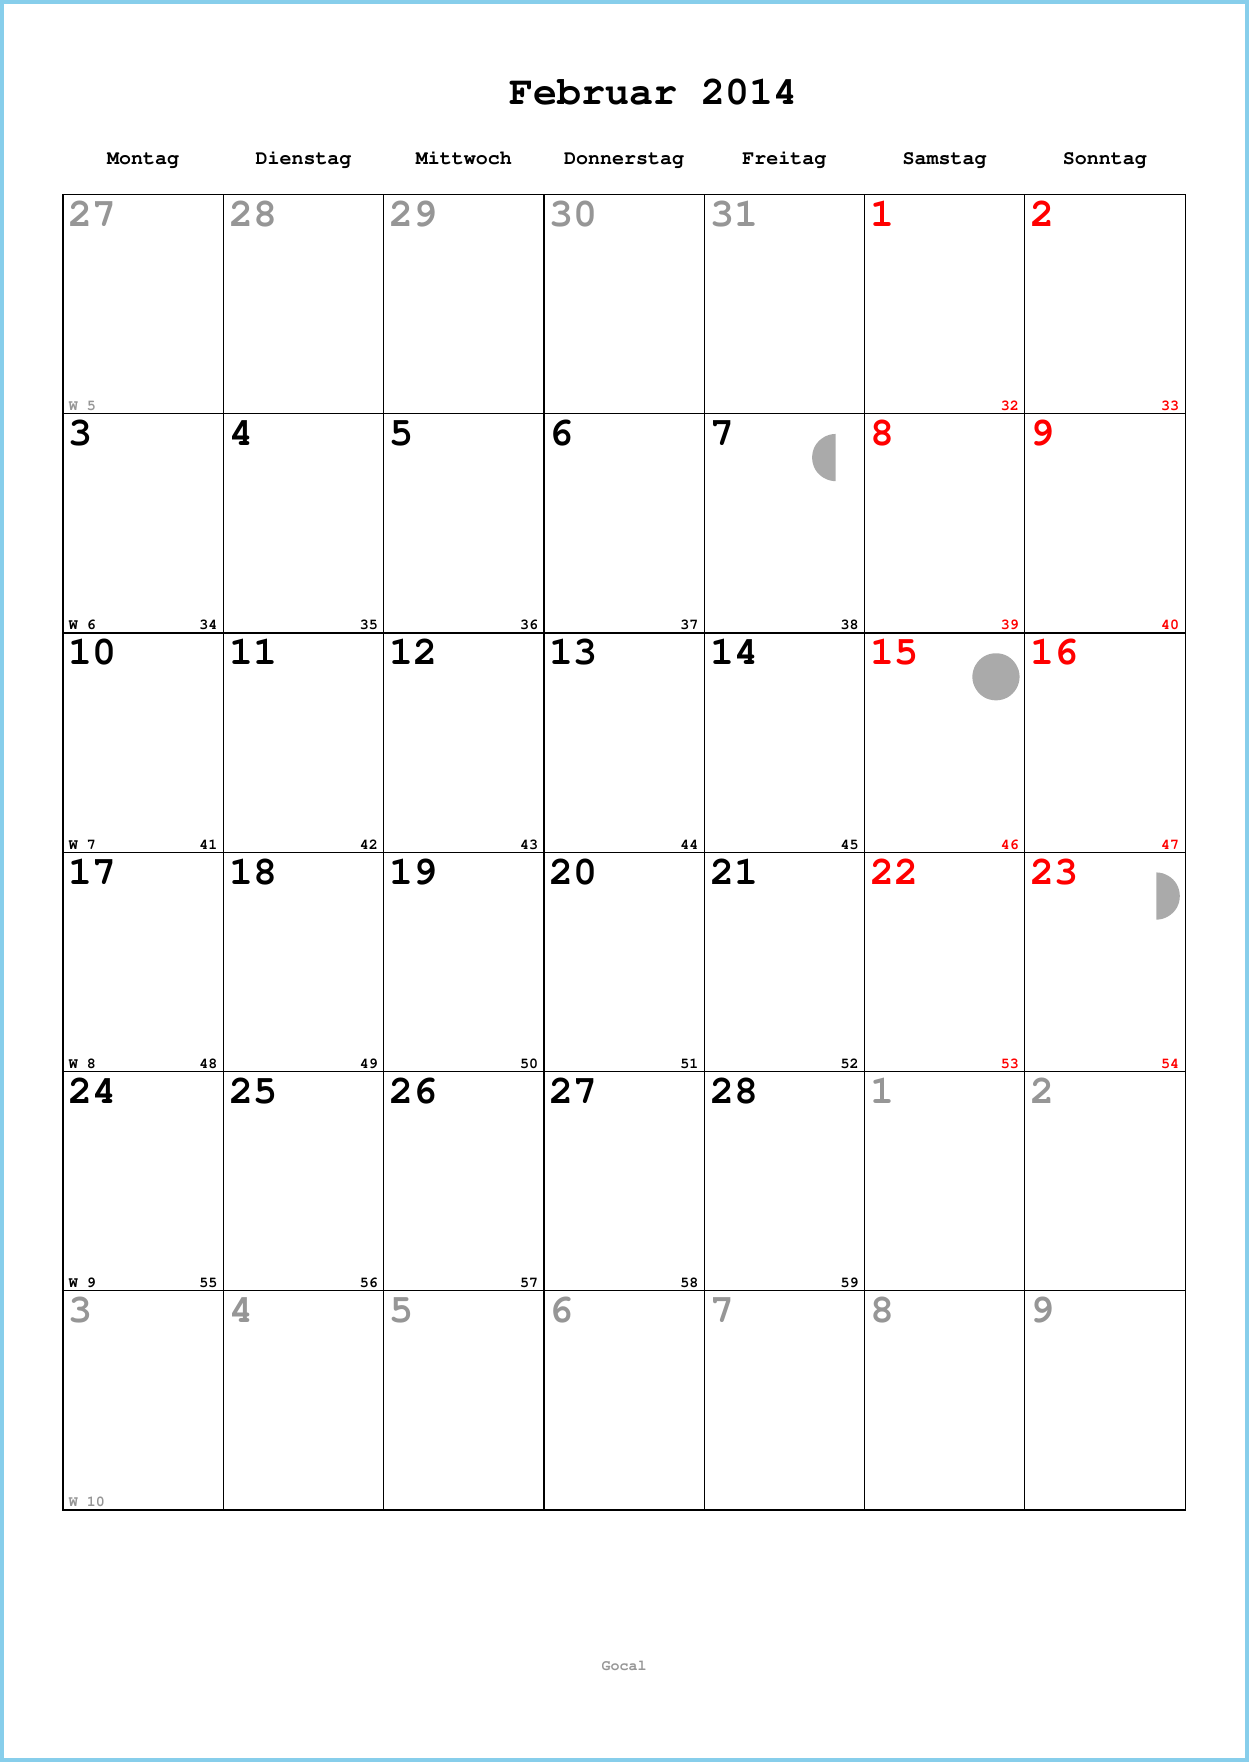 Februar 2014
Montag Dienstag Mittwoch Donnerstag Freitag Samstag Sonntag
27 28 29 30 31 1 2
W 5 32 33
3 4 5 6 7 8 9
W 6 34 35 36 37 38 39 40
10 11 12 13 14 15 16
W 7 41 42 43 44 45 46 47
17 18 19 20 21 22 23
W 8 48 49 50 51 52 53 54
24 25 26 27 28 1 2
W 9 55 56 57 58 59
3 4 5 6 7 8 9
W 10
Gocal